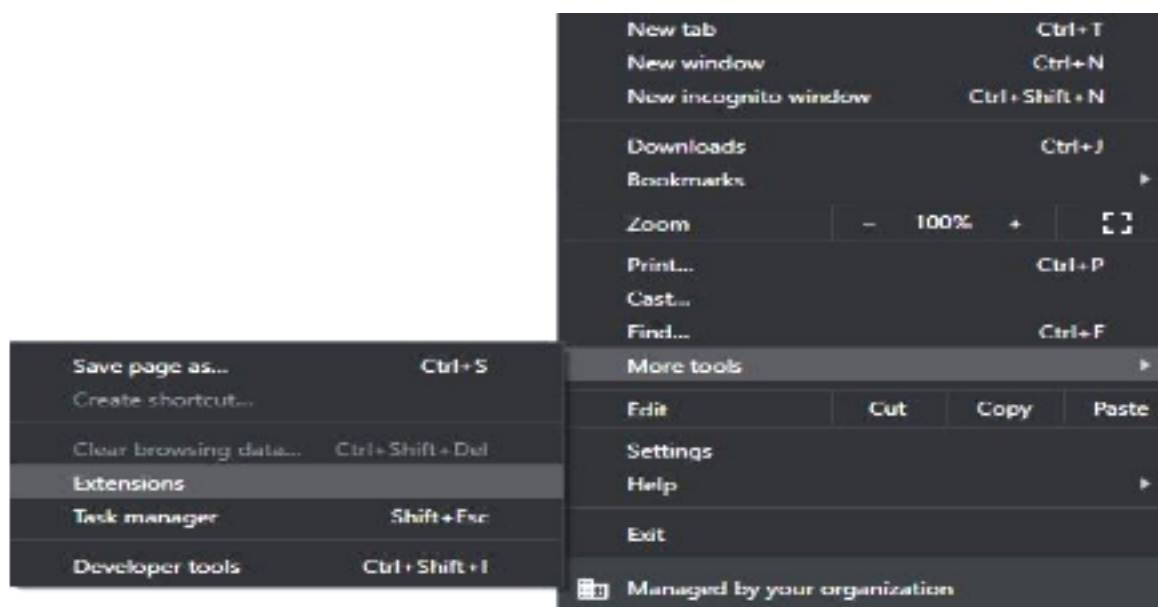 New tab Ctrl+T
New window Ctrl+N
New incognito window Ctrl+Shift+N
Downloads Ctrl+J
Bookmarks
Zoom - 100% +
Print... Ctrl+P
Cast...
Find... Ctrl+F
More tools
Edit Cut Copy Paste
Settings
Help
Exit
Managed by your organization
Save page as... Ctrl+S
Create shortcut...
Clear browsing data... Ctrl+Shift+Del
Extensions
Task manager Shift+Esc
Developer tools Ctrl+Shift+I